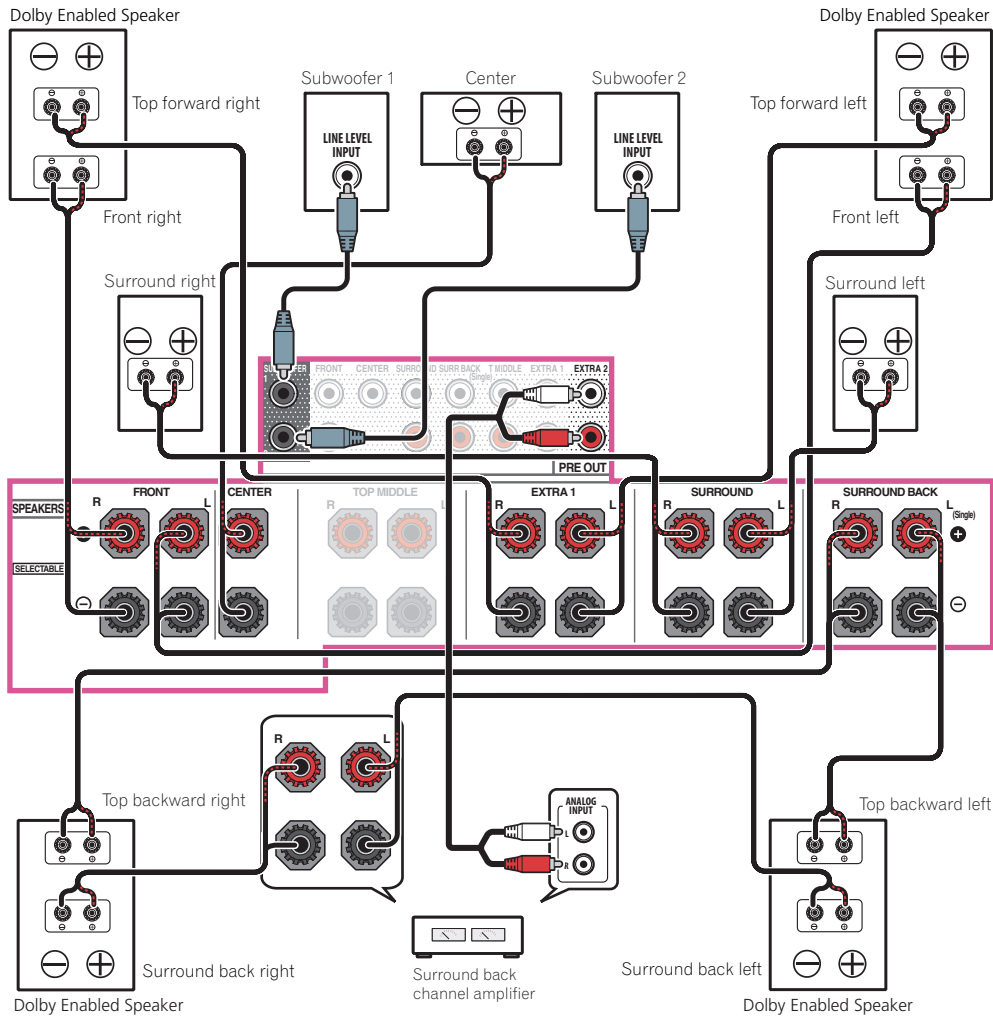 Dolby Enabled Speaker
Dolby Enabled Speaker
Subwoofer 1
Center
Subwoofer 2
Top forward right
Top forward left
LINE LEVEL
INPUT
LINE LEVEL
INPUT
Front right
Front left
Surround right
Surround left
SUBWOOFER
1
FRONT
CENTER
SURROUND
SURR BACK
(Single)
T MIDDLE
EXTRA 1
EXTRA 2
PRE OUT
SPEAKERS
SELECTABLE
FRONT
R
L
CENTER
TOP MIDDLE
R
L
EXTRA 1
R
L
SURROUND
R
L
SURROUND BACK
R
L
(Single)
R
L
Top backward right
Top backward left
ANALOG
INPUT
L
R
Surround back right
Surround back
channel amplifier
Surround back left
Dolby Enabled Speaker
Dolby Enabled Speaker